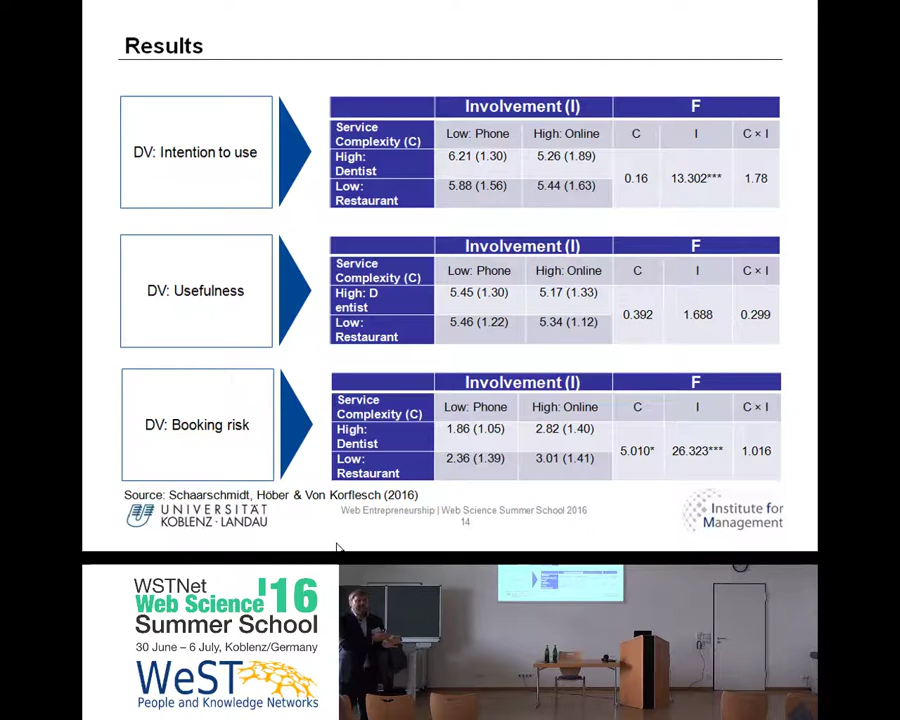 Results
DV: Intention to use
Involvement (I) F
Service Complexity (C) Low: Phone High: Online C I C × I
High: Dentist 6.21 (1.30) 5.26 (1.89) 0.16 13.302*** 1.78
Low: Restaurant 5.88 (1.56) 5.44 (1.63)
DV: Usefulness
Involvement (I) F
Service Complexity (C) Low: Phone High: Online C I C × I
High: D entist 5.45 (1.30) 5.17 (1.33) 0.392 1.688 0.299
Low: Restaurant 5.46 (1.22) 5.34 (1.12)
DV: Booking risk
Involvement (I) F
Service Complexity (C) Low: Phone High: Online C I C × I
High: Dentist 1.86 (1.05) 2.82 (1.40) 5.010* 26.323*** 1.016
Low: Restaurant 2.36 (1.39) 3.01 (1.41)
Source: Schaarschmidt, Höber & Von Korflesch (2016)
UNIVERSITÄT
KOBLENZ · LANDAU
Web Entrepreneurship | Web Science Summer School 2016
14
Institute for
Management
WSTNet
Web Science '16
Summer School
30 June – 6 July, Koblenz/Germany
WeST
People and Knowledge Networks